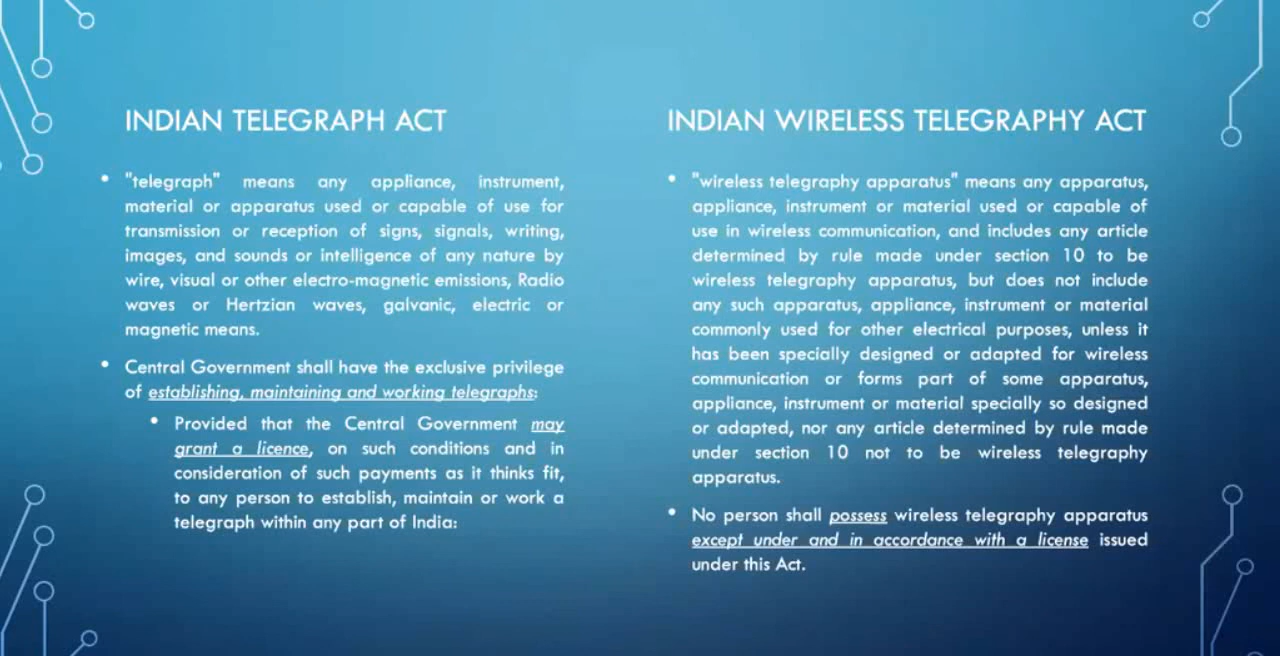 INDIAN TELEGRAPH ACT
• "telegraph" means any appliance, instrument,
material or apparatus used or capable of use for
transmission or reception of signs, signals, writing,
images, and sounds or intelligence of any nature by
wire, visual or other electro-magnetic emissions, Radio
waves or Hertzian waves, galvanic, electric or
magnetic means.
• Central Government shall have the exclusive privilege
of establishing, maintaining and working telegraphs:
• Provided that the Central Government may
grant a licence, on such conditions and in
consideration of such payments as it thinks fit,
to any person to establish, maintain or work a
telegraph within any part of India:
INDIAN WIRELESS TELEGRAPHY ACT
• "wireless telegraphy apparatus" means any apparatus,
appliance, instrument or material used or capable of
use in wireless communication, and includes any article
determined by rule made under section 10 to be
wireless telegraphy apparatus, but does not include
any such apparatus, appliance, instrument or material
commonly used for other electrical purposes, unless it
has been specially designed or adapted for wireless
communication or forms part of some apparatus,
appliance, instrument or material specially so designed
or adapted, nor any article determined by rule made
under section 10 not to be wireless telegraphy
apparatus.
• No person shall possess wireless telegraphy apparatus
except under and in accordance with a license issued
under this Act.